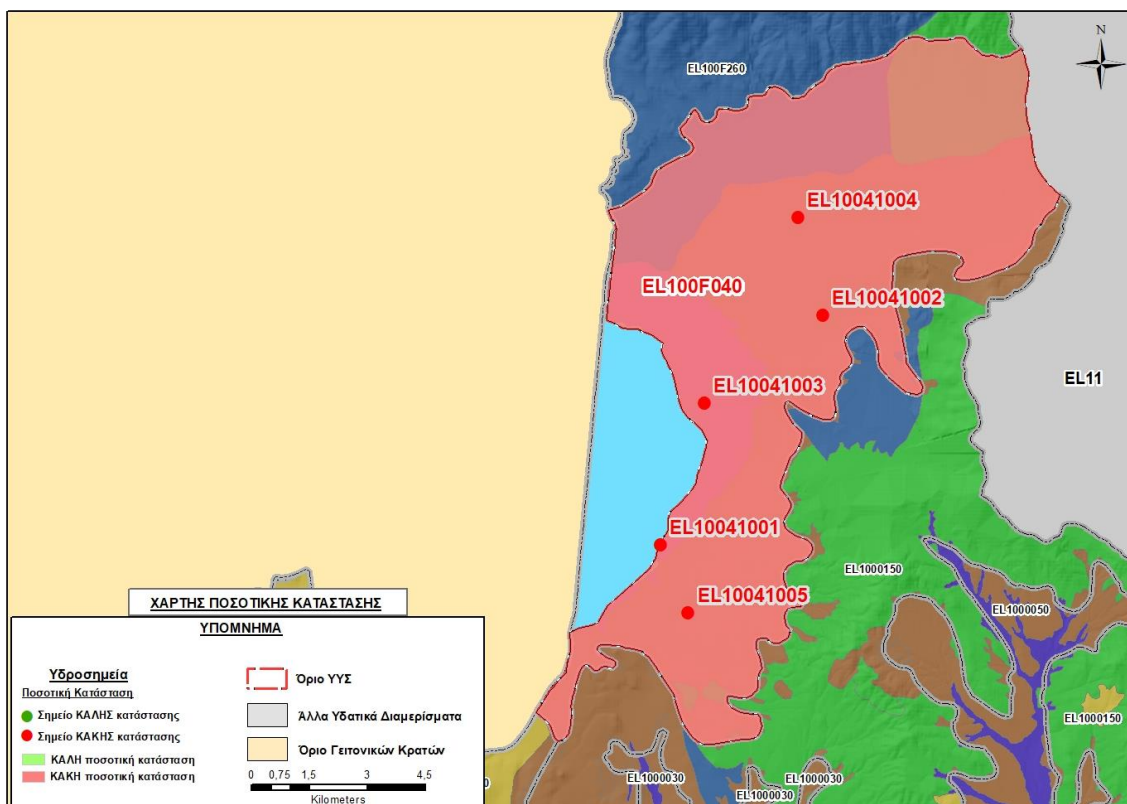 EL100F260
N
EL10041004
EL100F040
EL10041002
EL11
EL10041003
EL10041001
EL1000150
EL10041005
EL1000050
EL1000150
EL1000030
EL1000030
EL1000030
ΧΑΡΤΗΣ ΠΟΣΟΤΙΚΗΣ ΚΑΤΑΣΤΑΣΗΣ
ΥΠΟΜΝΗΜΑ
Υδροσημεία
Ποσοτική Κατάσταση
Σημείο ΚΑΛΗΣ κατάστασης
Σημείο ΚΑΚΗΣ κατάστασης
ΚΑΛΗ ποσοτική κατάσταση
ΚΑΚΗ ποσοτική κατάσταση
Όριο ΥΥΣ
Άλλα Υδατικά Διαμερίσματα
Όριο Γειτονικών Κρατών
0 0,75 1,5 3 4,5
Kilometers